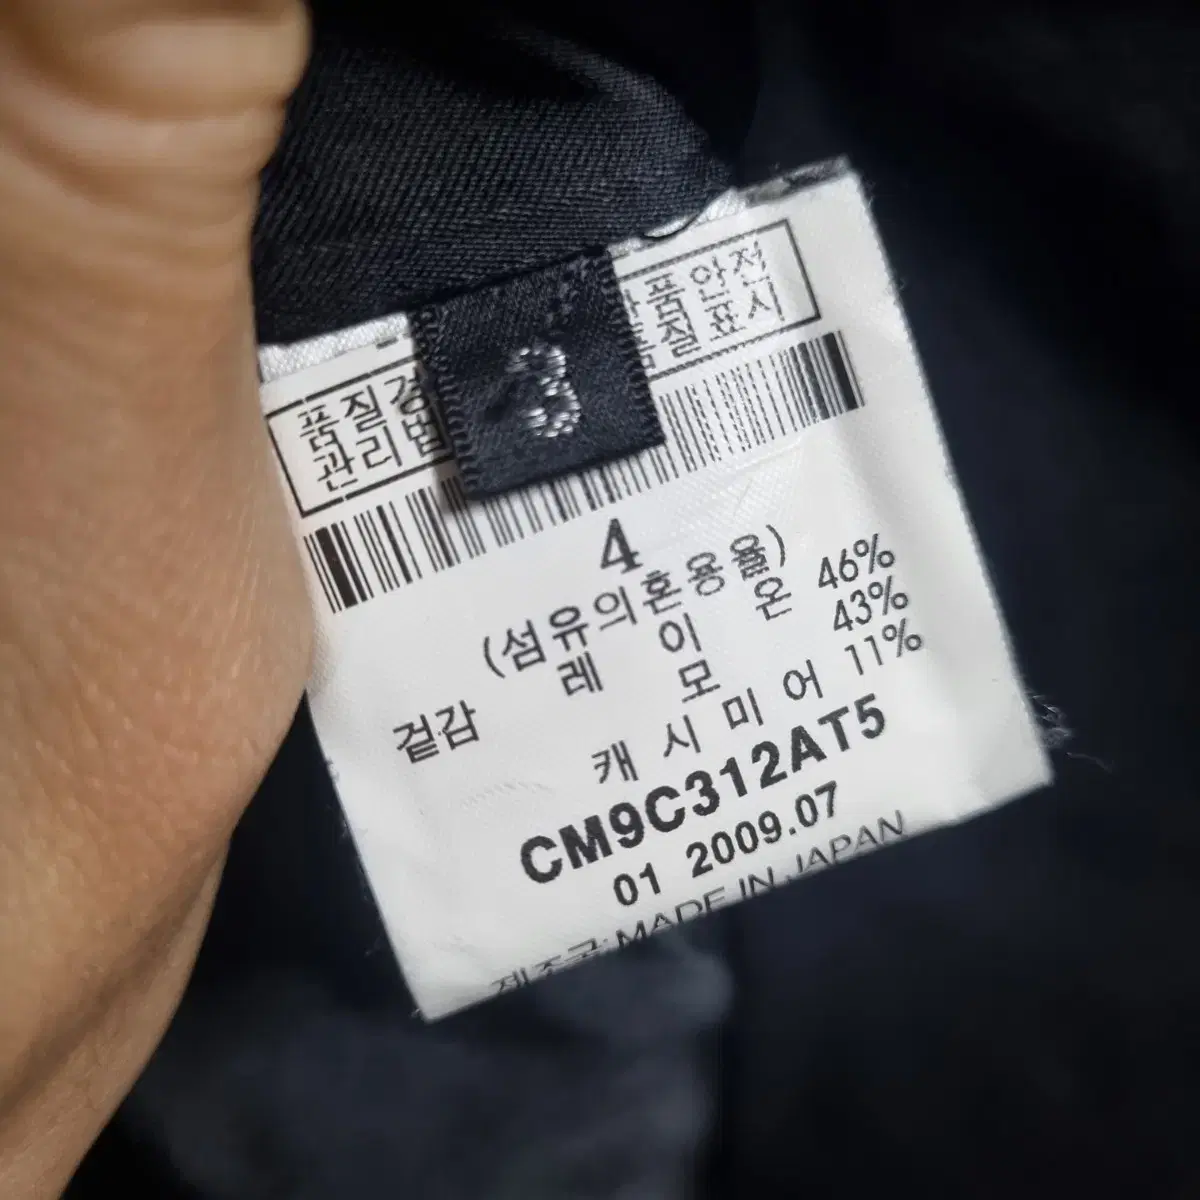 품질경
관리법
품안전
질표시
3
4
(섬유의혼용율)
겉감 레 이 온 46%
모 43%
캐 시 미 어 11%
CM9C312AT5
01 2009.07
제조국: MADE IN JAPAN